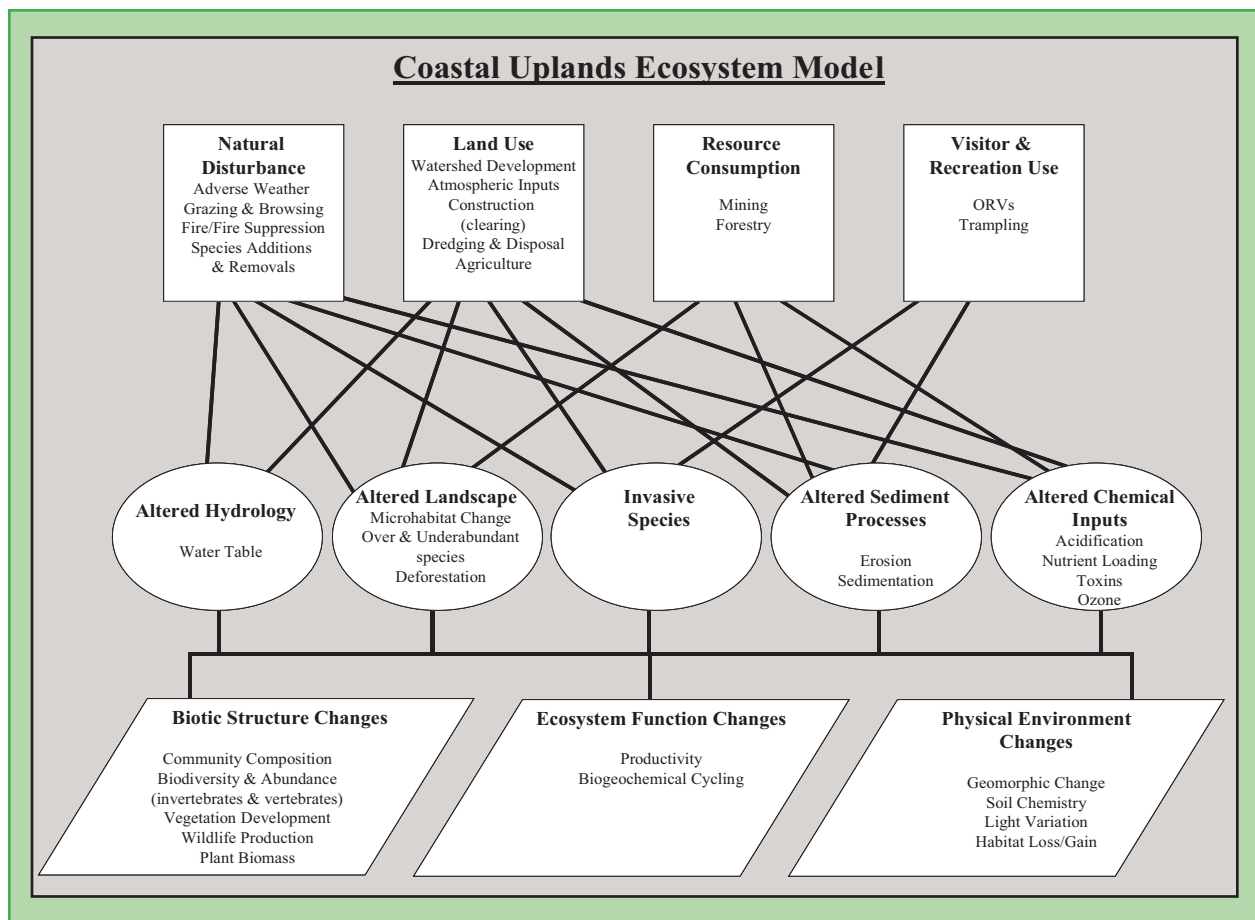 Coastal Uplands Ecosystem Model
Natural
Disturbance
Adverse Weather
Grazing & Browsing
Fire/Fire Suppression
Species Additions
& Removals
Land Use
Watershed Development
Atmospheric Inputs
Construction
(clearing)
Dredging & Disposal
Agriculture
Resource
Consumption
Mining
Forestry
Visitor &
Recreation Use
ORVs
Trampling
Altered Hydrology
Water Table
Altered Landscape
Microhabitat Change
Over & Underabundant
species
Deforestation
Invasive
Species
Altered Sediment
Processes
Erosion
Sedimentation
Altered Chemical
Inputs
Acidification
Nutrient Loading
Toxins
Ozone
Biotic Structure Changes
Community Composition
Biodiversity & Abundance
(invertebrates & vertebrates)
Vegetation Development
Wildlife Production
Plant Biomass
Ecosystem Function Changes
Productivity
Biogeochemical Cycling
Physical Environment
Changes
Geomorphic Change
Soil Chemistry
Light Variation
Habitat Loss/Gain